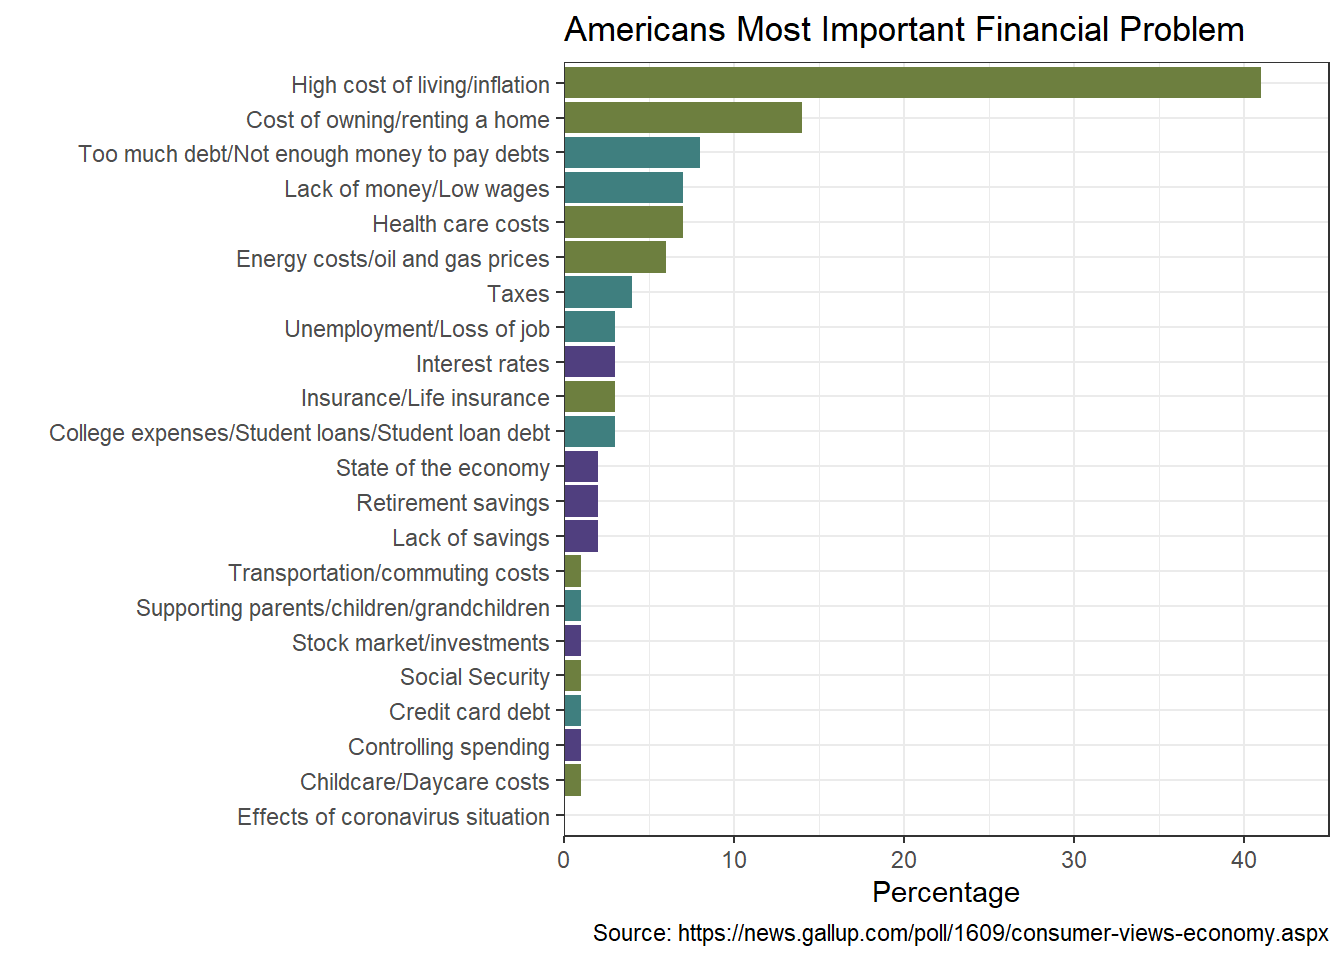 Americans Most Important Financial Problem
High cost of living/inflation
Cost of owning/renting a home
Too much debt/Not enough money to pay debts
Lack of money/Low wages
Health care costs
Energy costs/oil and gas prices
Taxes
Unemployment/Loss of job
Interest rates
Insurance/Life insurance
College expenses/Student loans/Student loan debt
State of the economy
Retirement savings
Lack of savings
Transportation/commuting costs
Supporting parents/children/grandchildren
Stock market/investments
Social Security
Credit card debt
Controlling spending
Childcare/Daycare costs
Effects of coronavirus situation
0 10 20 30 40
Percentage
Source: https://news.gallup.com/poll/1609/consumer-views-economy.aspx